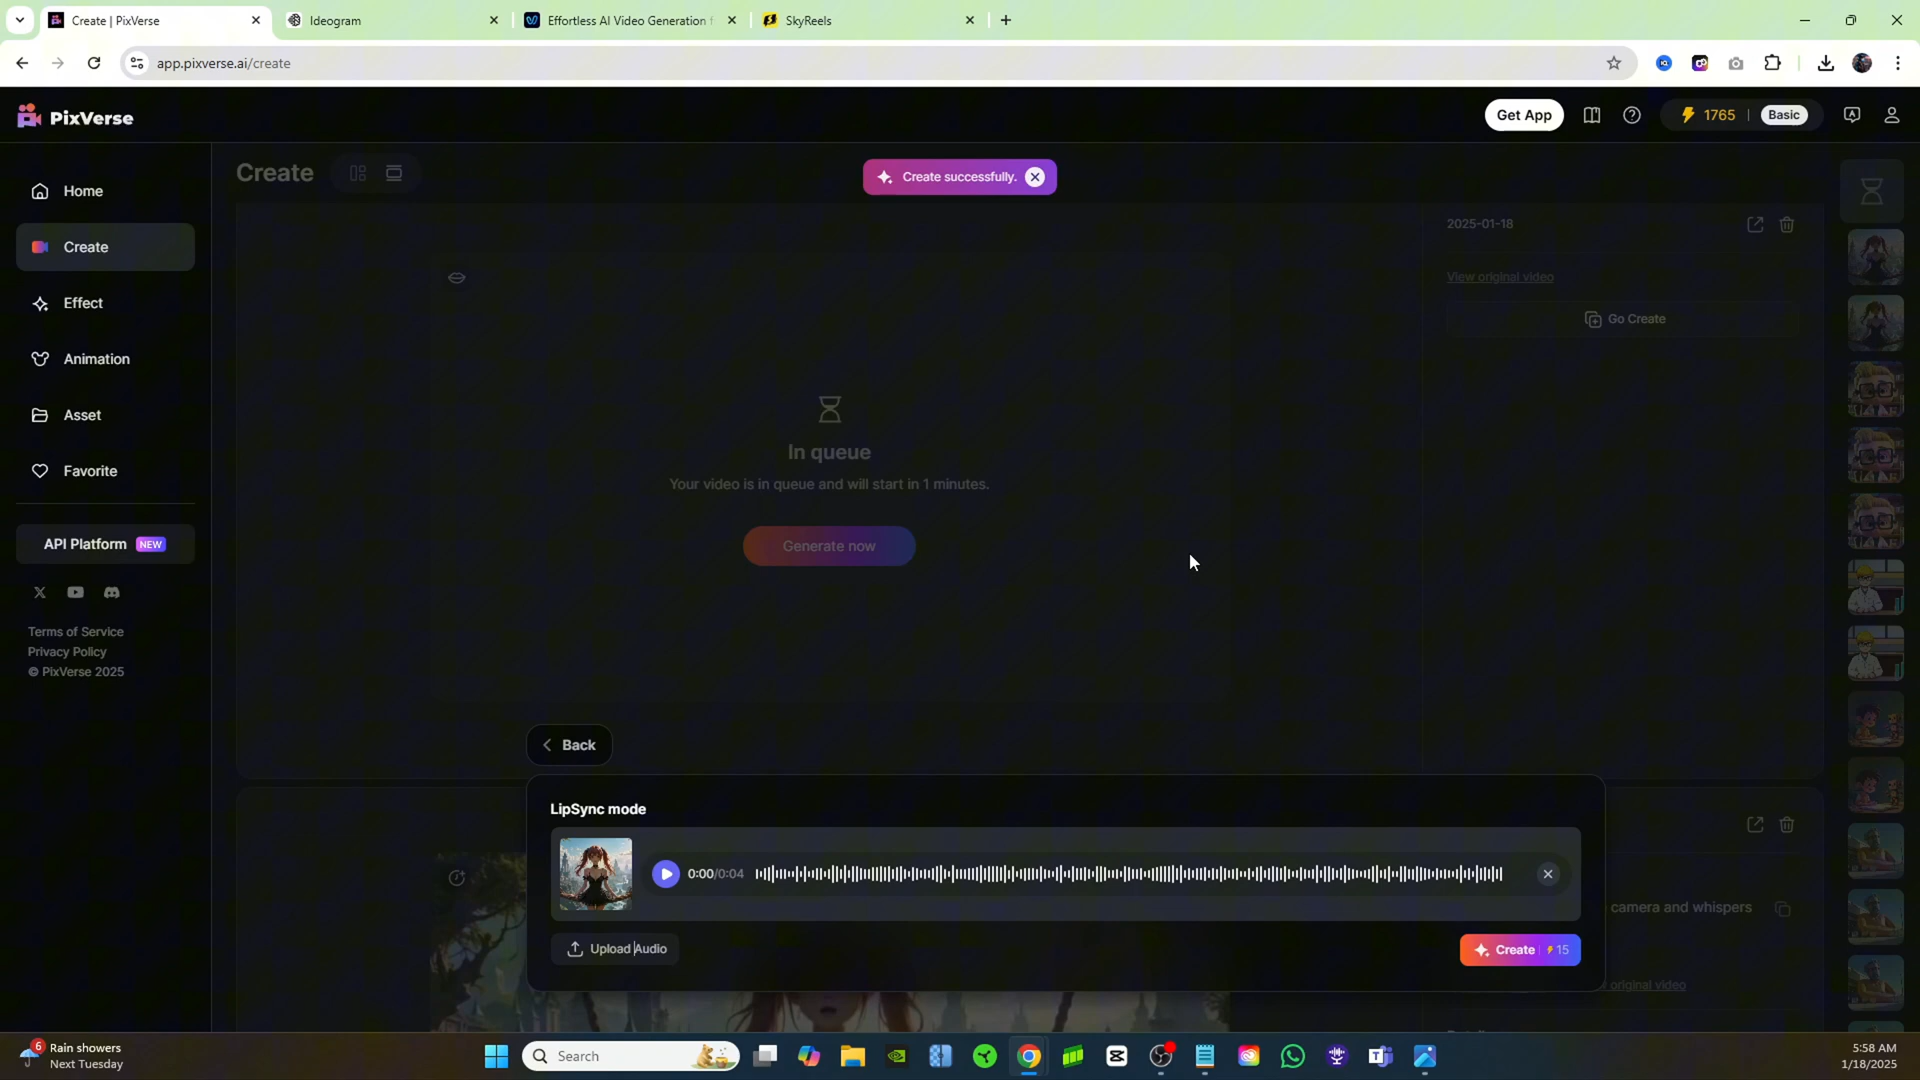 Create | PixVerse
Ideogram
Effortless AI Video Generation f
SkyReels
app.pixverse.ai/create
PixVerse
Get App
1765
Basic
Create
Create successfully.
Home
Create
Effect
Animation
Asset
Favorite
API Platform NEW
Terms of Service
Privacy Policy
© PixVerse 2025
2025-01-18
View original video
Go Create
In queue
Your video is in queue and will start in 1 minutes.
Generate now
Back
LipSync mode
0:00/0:04
Upload Audio
Create 15
camera and whispers
original video
6
Rain showers
Next Tuesday
Search
5:58 AM
1/18/2025